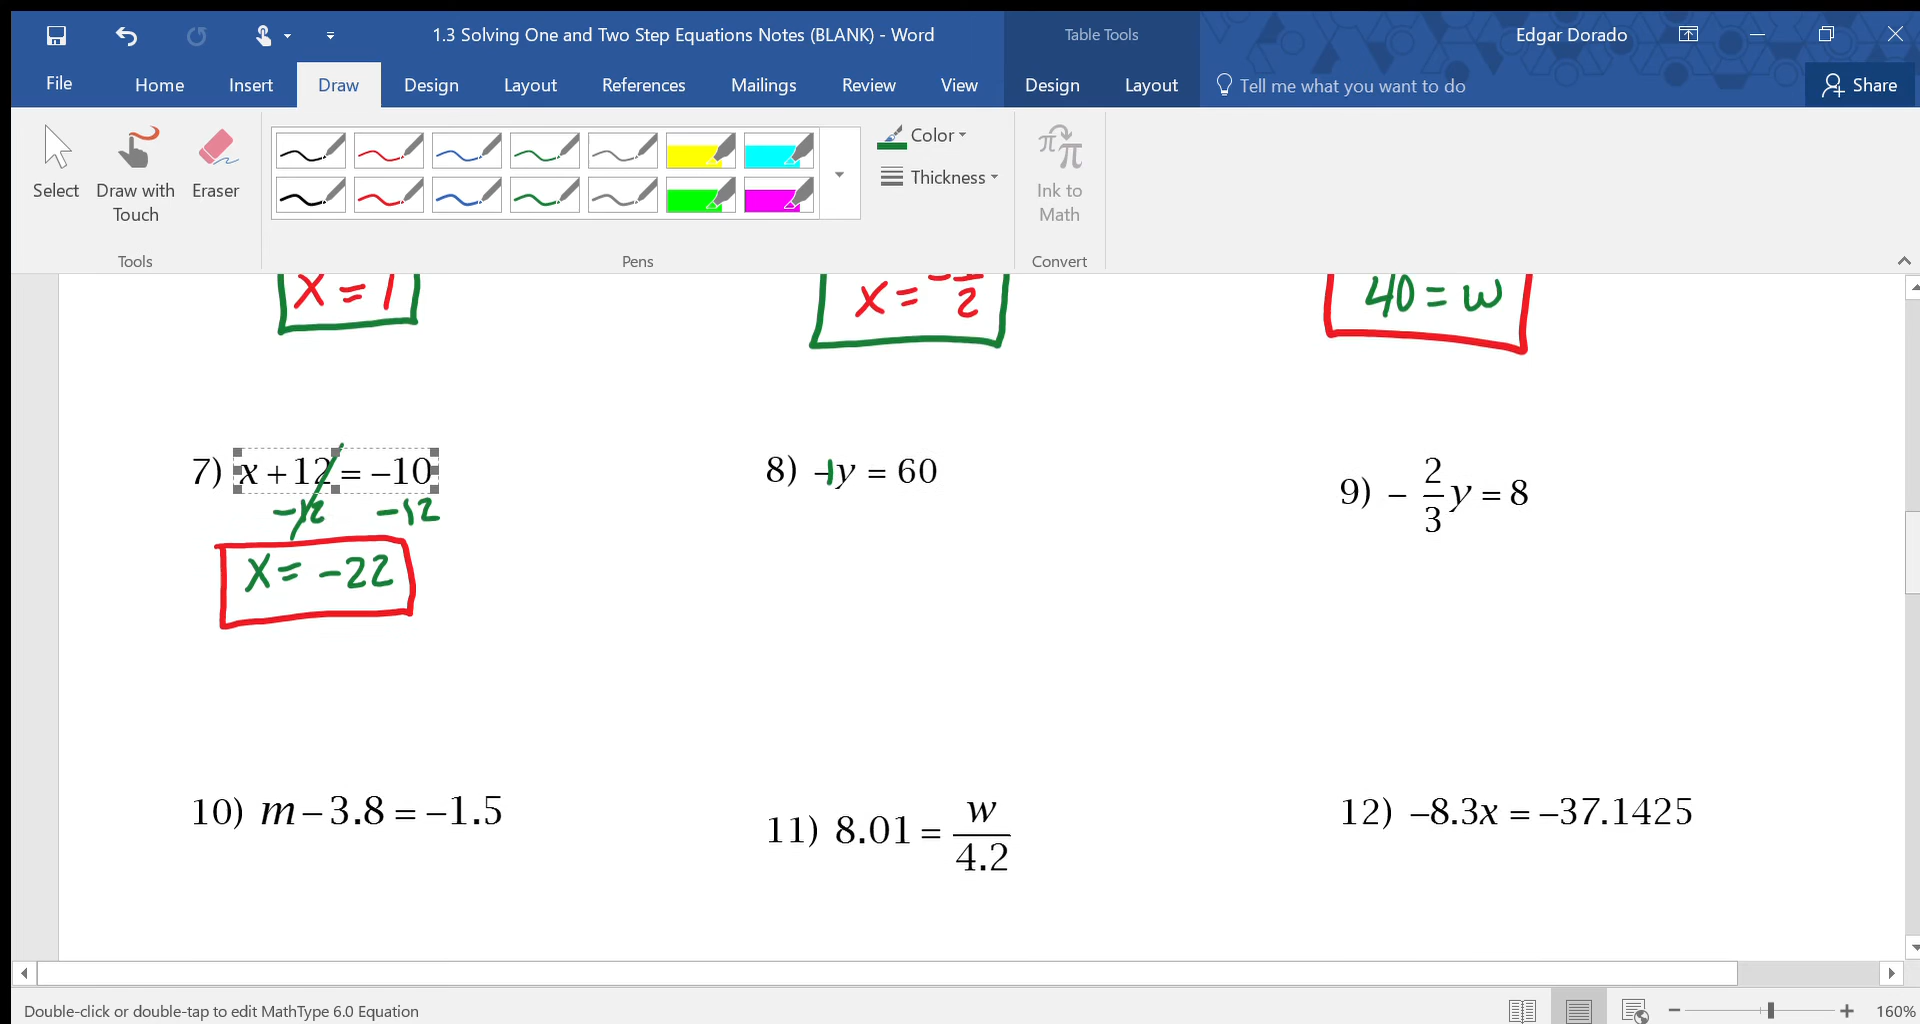 1.3 Solving One and Two Step Equations Notes (BLANK) - Word
Table Tools
Edgar Dorado
File Home Insert Draw Design Layout References Mailings Review View Design Layout Tell me what you want to do Share
Select
Draw with Touch
Eraser
Color
Thickness
Ink to Math
Tools
Pens
Convert
x = 1
x = -1/2
40 = w
7) x + 12 = -10
-12 -12
x = -22
8) -1y = 60
9) - 2/3 y = 8
10) m - 3.8 = -1.5
11) 8.01 = w/4.2
12) -8.3x = -37.1425
Double-click or double-tap to edit MathType 6.0 Equation
160%